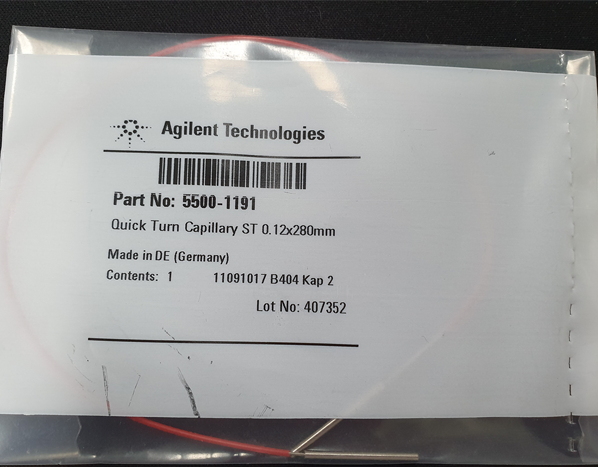 Agilent Technologies
Part No: 5500-1191
Quick Turn Capillary ST 0.12x280mm
Made in DE (Germany)
Contents: 1 11091017 B404 Kap 2
Lot No: 407352